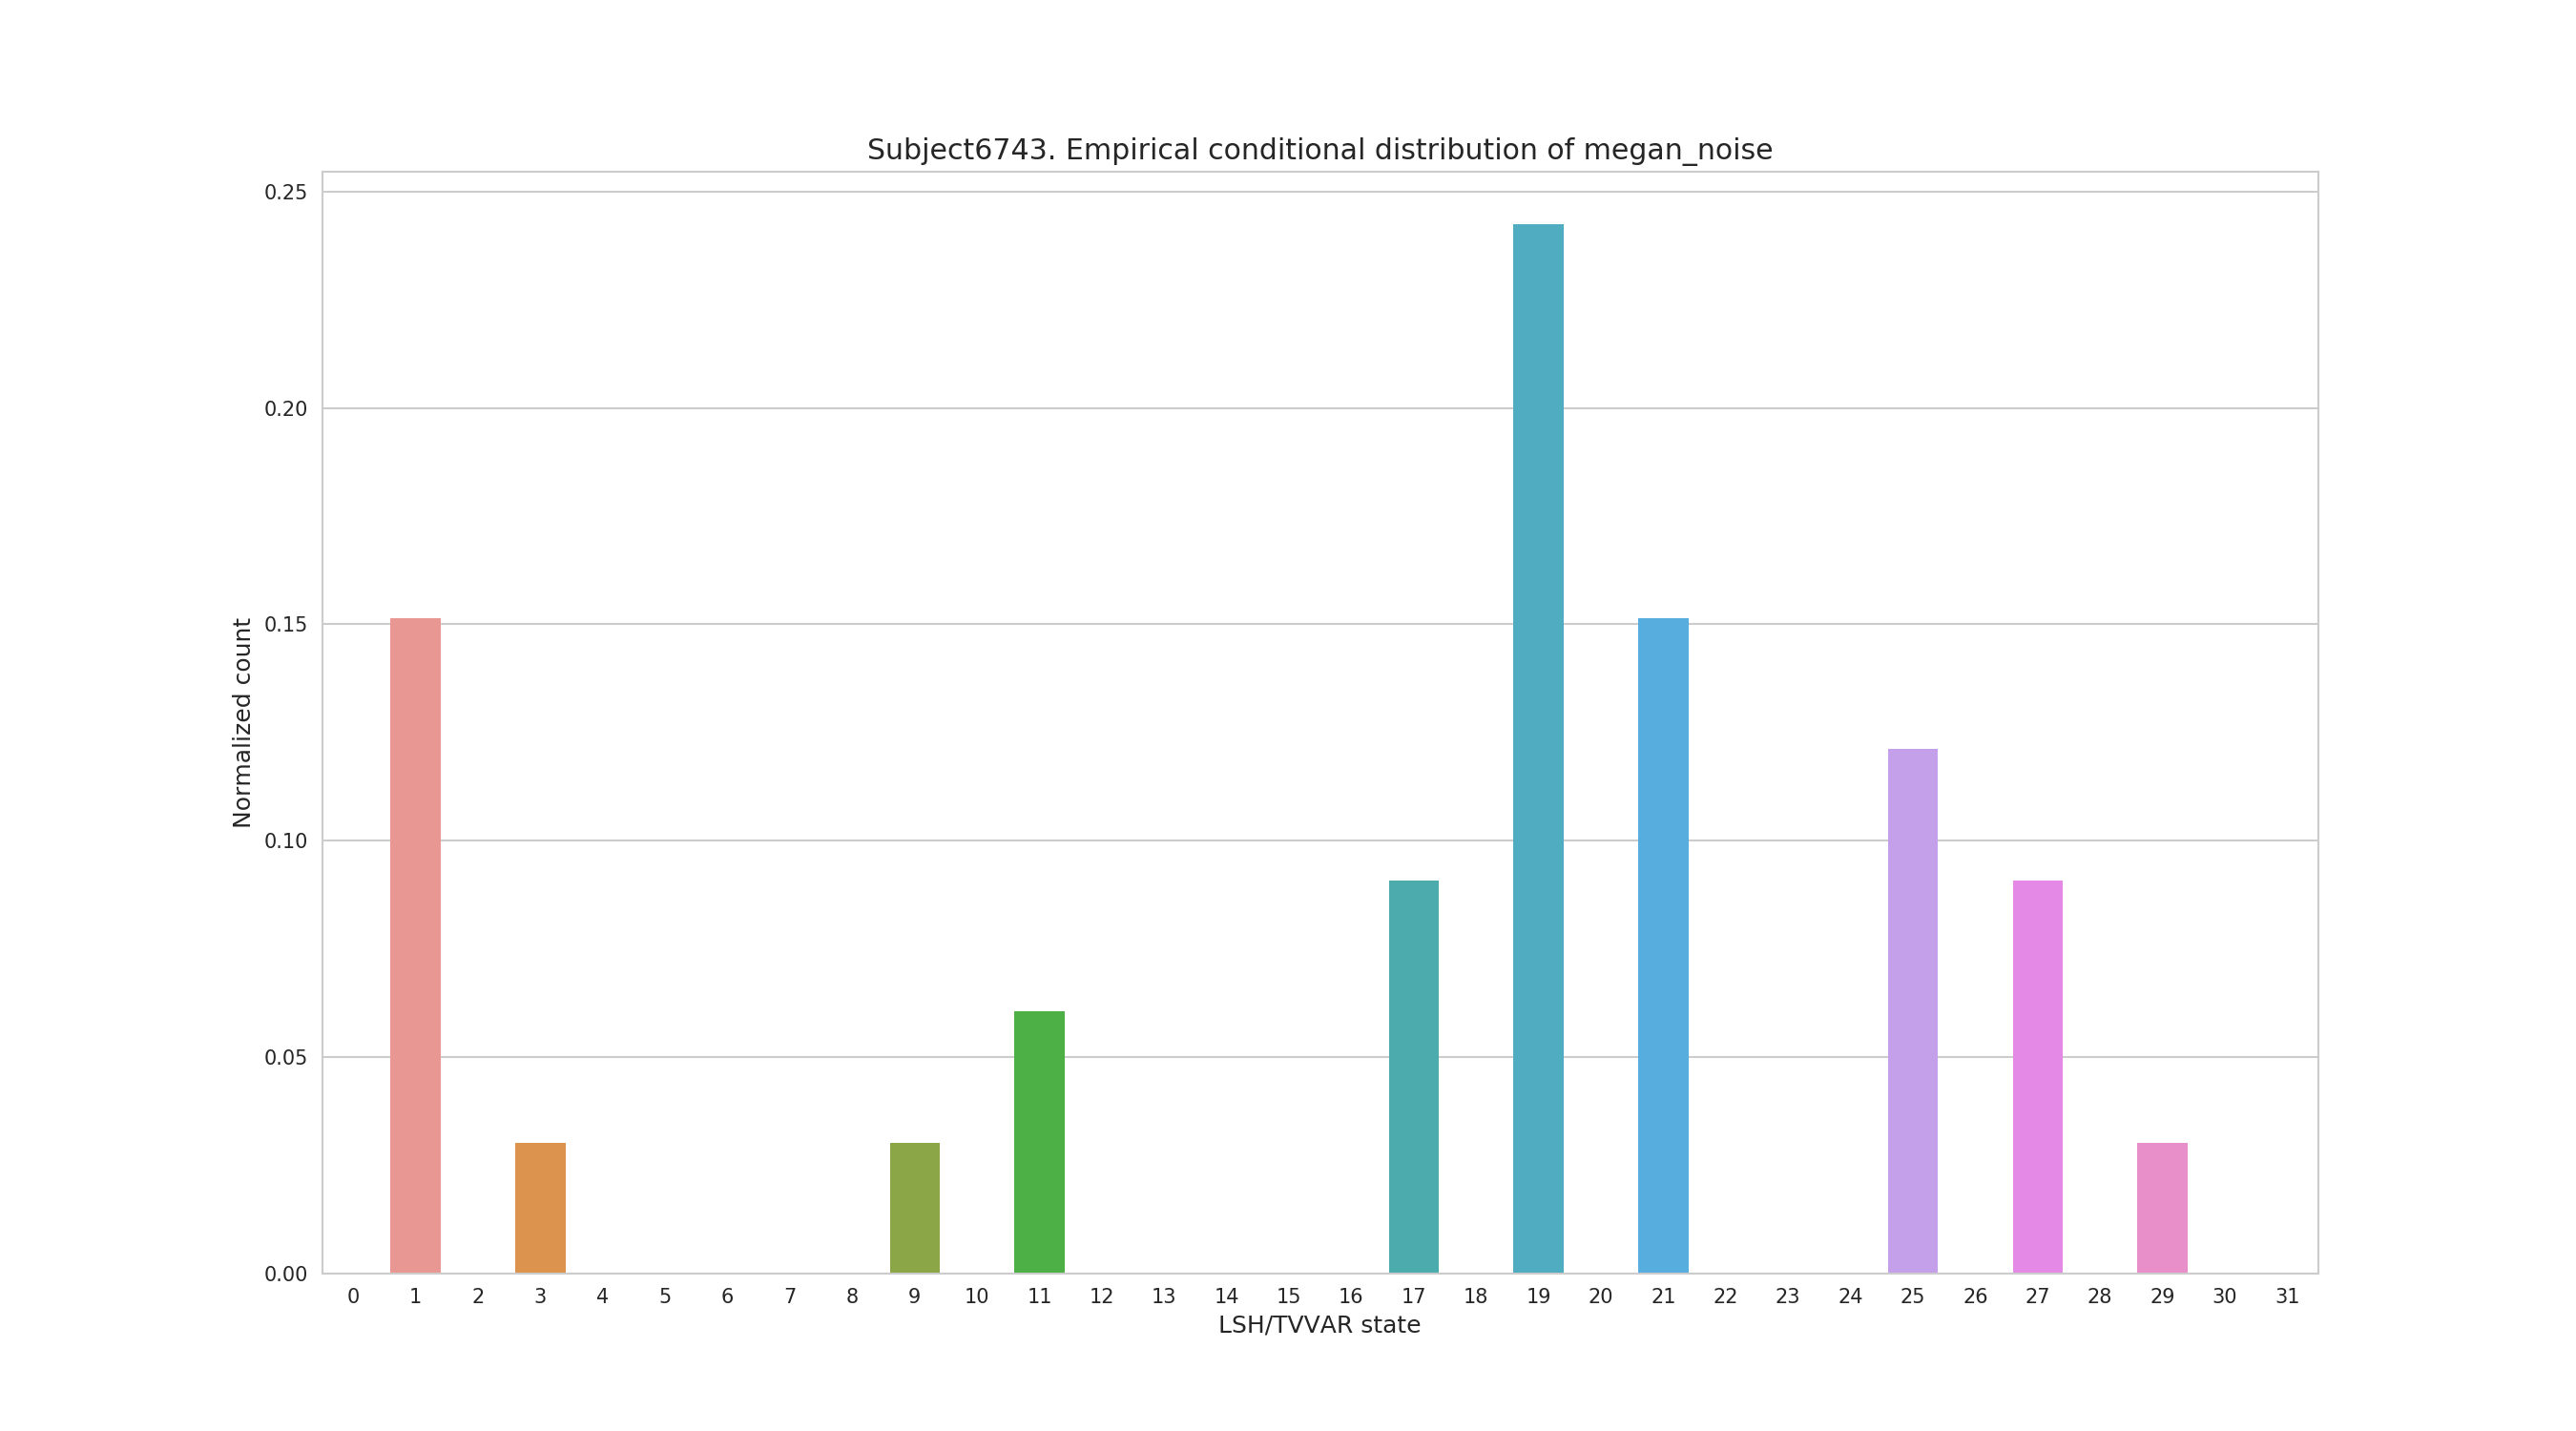 Subject6743. Empirical conditional distribution of megan_noise
0.25
0.20
0.15
0.10
0.05
0.00
Normalized count
0 1 2 3 4 5 6 7 8 9 10 11 12 13 14 15 16 17 18 19 20 21 22 23 24 25 26 27 28 29 30 31
LSH/TVVAR state